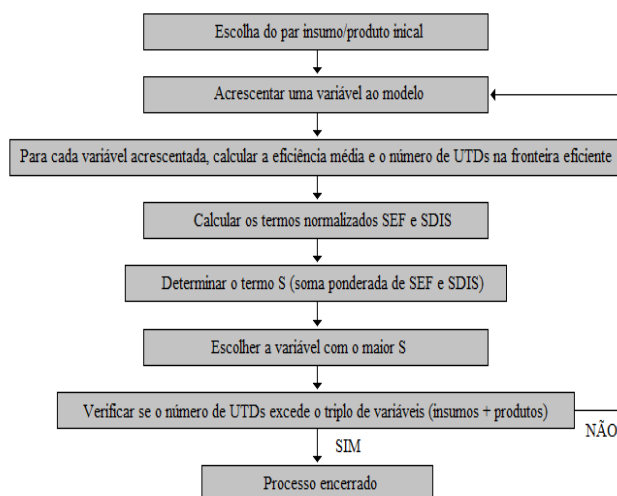 Escolha do par insumo/produto inical
Acrescentar uma variável ao modelo
Para cada variável acrescentada, calcular a eficiência média e o número de UTDs na fronteira eficiente
Calcular os termos normalizados SEF e SDIS
Determinar o termo S (soma ponderada de SEF e SDIS)
Escolher a variável com o maior S
Verificar se o número de UTDs excede o triplo de variáveis (insumos + produtos)
NÃO
SIM
Processo encerrado